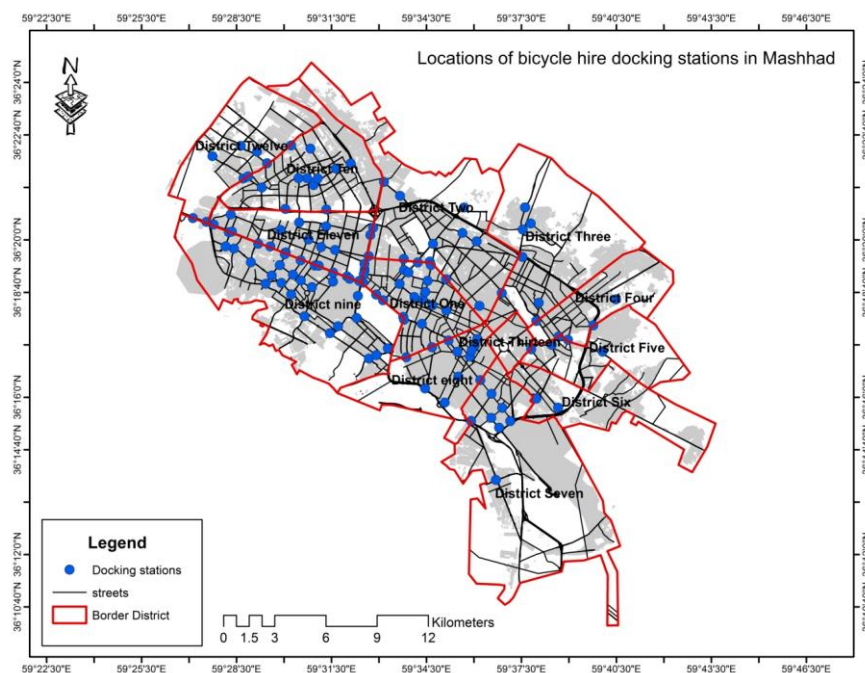 59°22'30"E 59°25'30"E 59°28'30"E 59°31'30"E 59°34'30"E 59°37'30"E 59°40'30"E 59°43'30"E 59°46'30"E
Locations of bicycle hire docking stations in Mashhad
N
36°24'0"N
36°22'40"N
36°20'0"N
36°18'40"N
36°16'0"N
36°14'40"N
36°12'0"N
36°10'40"N
District Twelve
District Ten
District Two
District Eleven
District Three
District nine
District One
District Four
District Thirteen
District Five
District eight
District Six
District Seven
Legend
Docking stations
streets
Border District
Kilometers
0 1.5 3 6 9 12
59°22'30"E 59°25'30"E 59°28'30"E 59°31'30"E 59°34'30"E 59°37'30"E 59°40'30"E 59°43'30"E 59°46'30"E